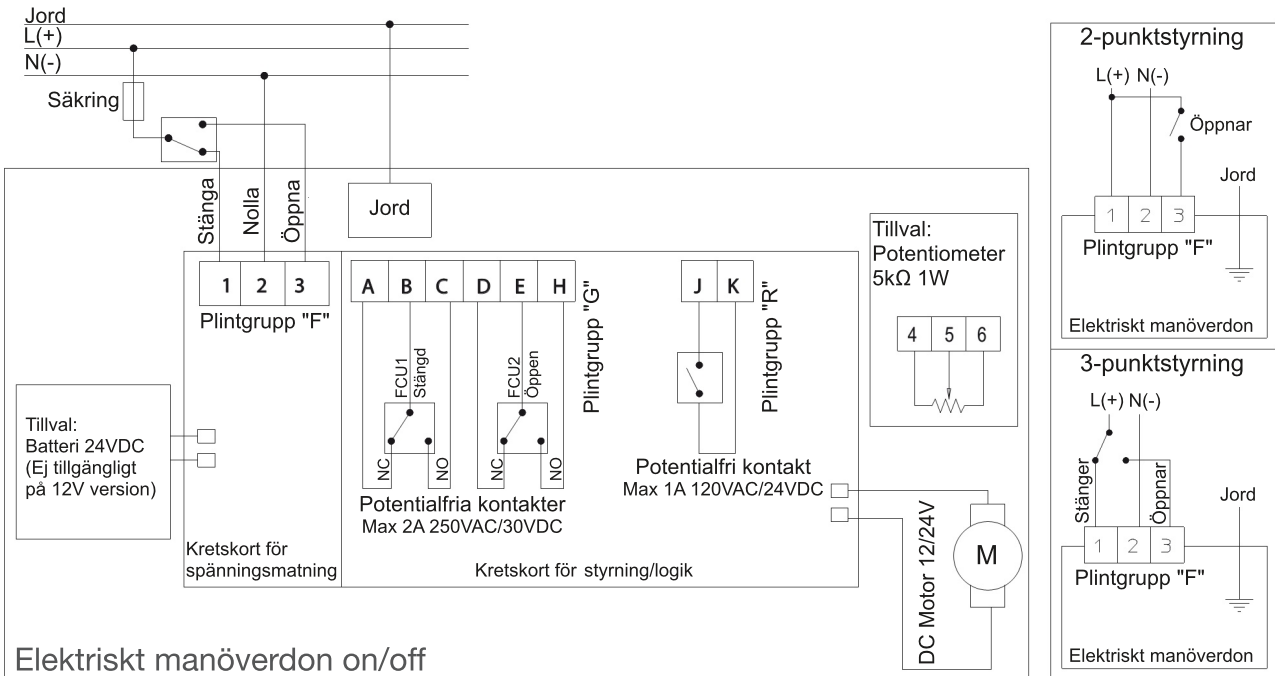 Jord
L(+)
N(-)
Säkring
Stänga
Nolla
Öppna
Jord
1 2 3
Plintgrupp "F"
A B C D E H
Plintgrupp "G"
FCU1
Stängd
FCU2
Öppen
NC
NO
NC
NO
Potentialfria kontakter
Max 2A 250VAC/30VDC
J K
Plintgrupp "R"
Potentialfri kontakt
Max 1A 120VAC/24VDC
Tillval:
Potentiometer
5kΩ 1W
4 5 6
Tillval:
Batteri 24VDC
(Ej tillgängligt
på 12V version)
Kretskort för
spänningsmatning
Kretskort för styrning/logik
DC Motor 12/24V
M
Elektriskt manöverdon on/off
2-punktstyrning
L(+) N(-)
Öppnar
Jord
1 2 3
Plintgrupp "F"
Elektriskt manöverdon
3-punktstyrning
L(+) N(-)
Stänger
Öppnar
Jord
1 2 3
Plintgrupp "F"
Elektriskt manöverdon